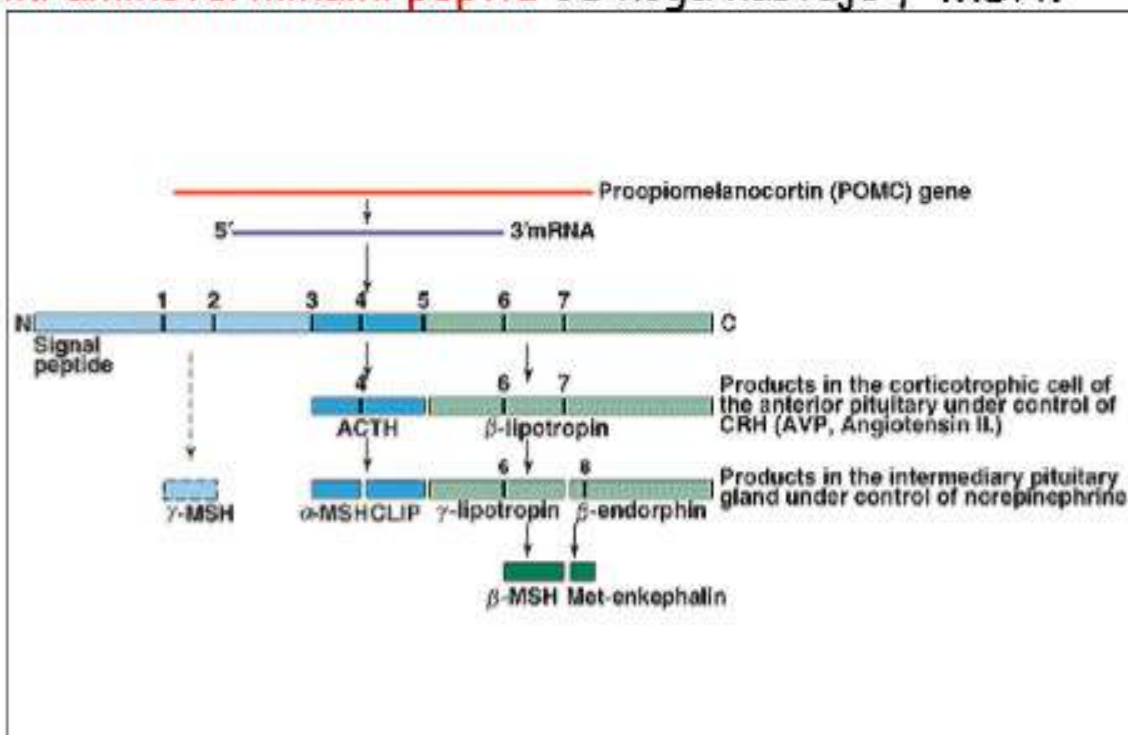 peptid
Proopiomelanocortin (POMC) gene
5′ 3′mRNA
1 2 3 4 5 6 7
N C
Signal
peptide
4 6 7
Products in the corticotrophic cell of
the anterior pituitary under control of
CRH (AVP, Angiotensin II.)
ACTH β-lipotropin
6 8
Products in the intermediary pituitary
gland under control of norepinephrine
γ-MSH α-MSH CLIP γ-lipotropin β-endorphin
β-MSH Met-enkephalin